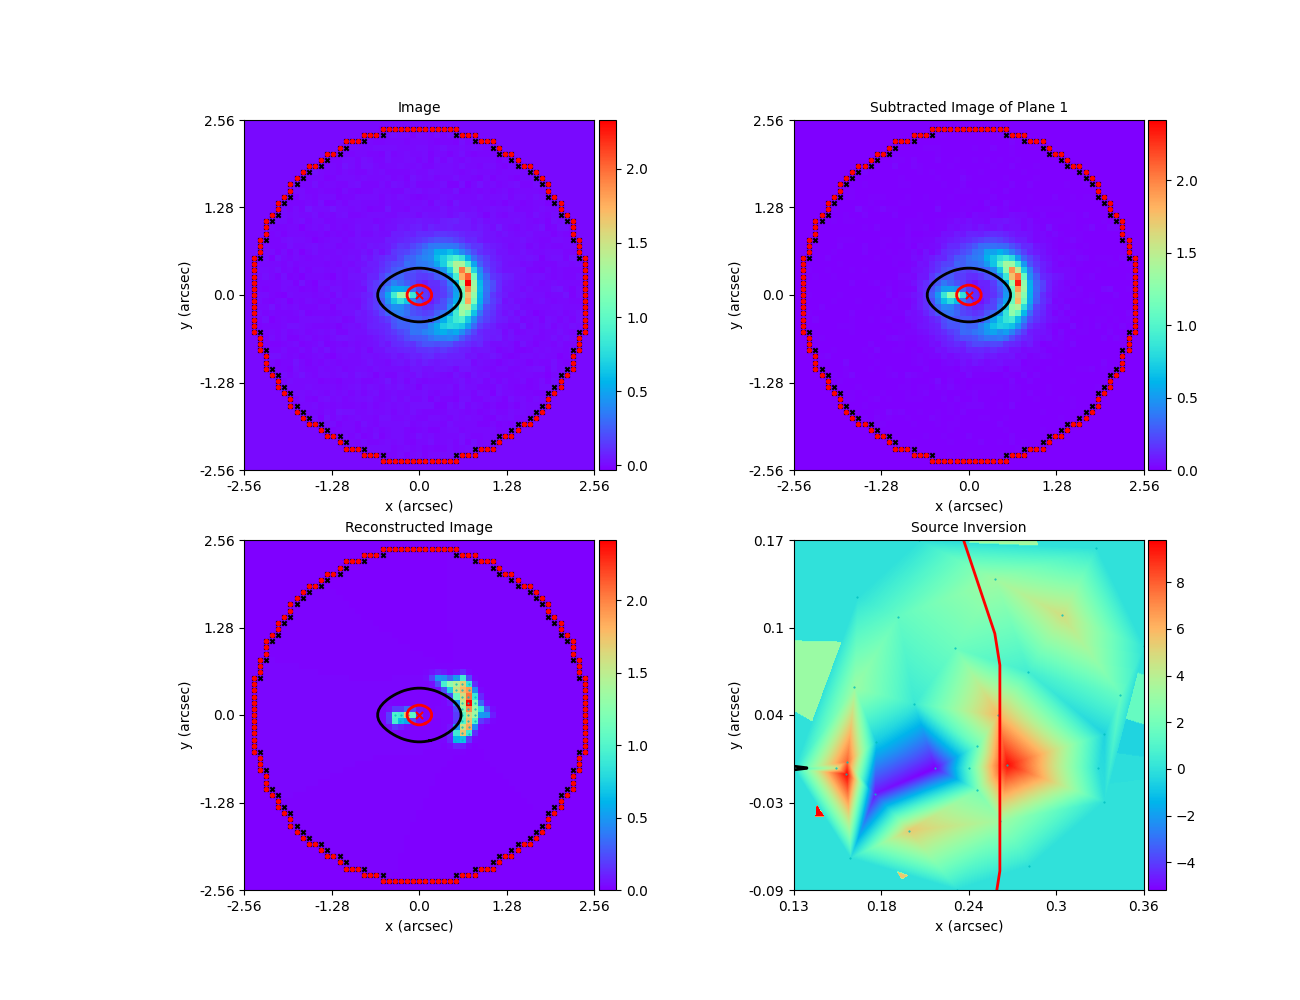 Image
2.56
1.28
0.0
-1.28
-2.56
y (arcsec)
-2.56 -1.28 0.0 1.28 2.56
x (arcsec)
2.0
1.5
1.0
0.5
0.0
Subtracted Image of Plane 1
2.56
1.28
0.0
-1.28
-2.56
y (arcsec)
-2.56 -1.28 0.0 1.28 2.56
x (arcsec)
2.0
1.5
1.0
0.5
0.0
Reconstructed Image
2.56
1.28
0.0
-1.28
-2.56
y (arcsec)
-2.56 -1.28 0.0 1.28 2.56
x (arcsec)
2.0
1.5
1.0
0.5
0.0
Source Inversion
0.17
0.1
0.04
-0.03
-0.09
y (arcsec)
0.13 0.18 0.24 0.3 0.36
x (arcsec)
8
6
4
2
0
−2
−4